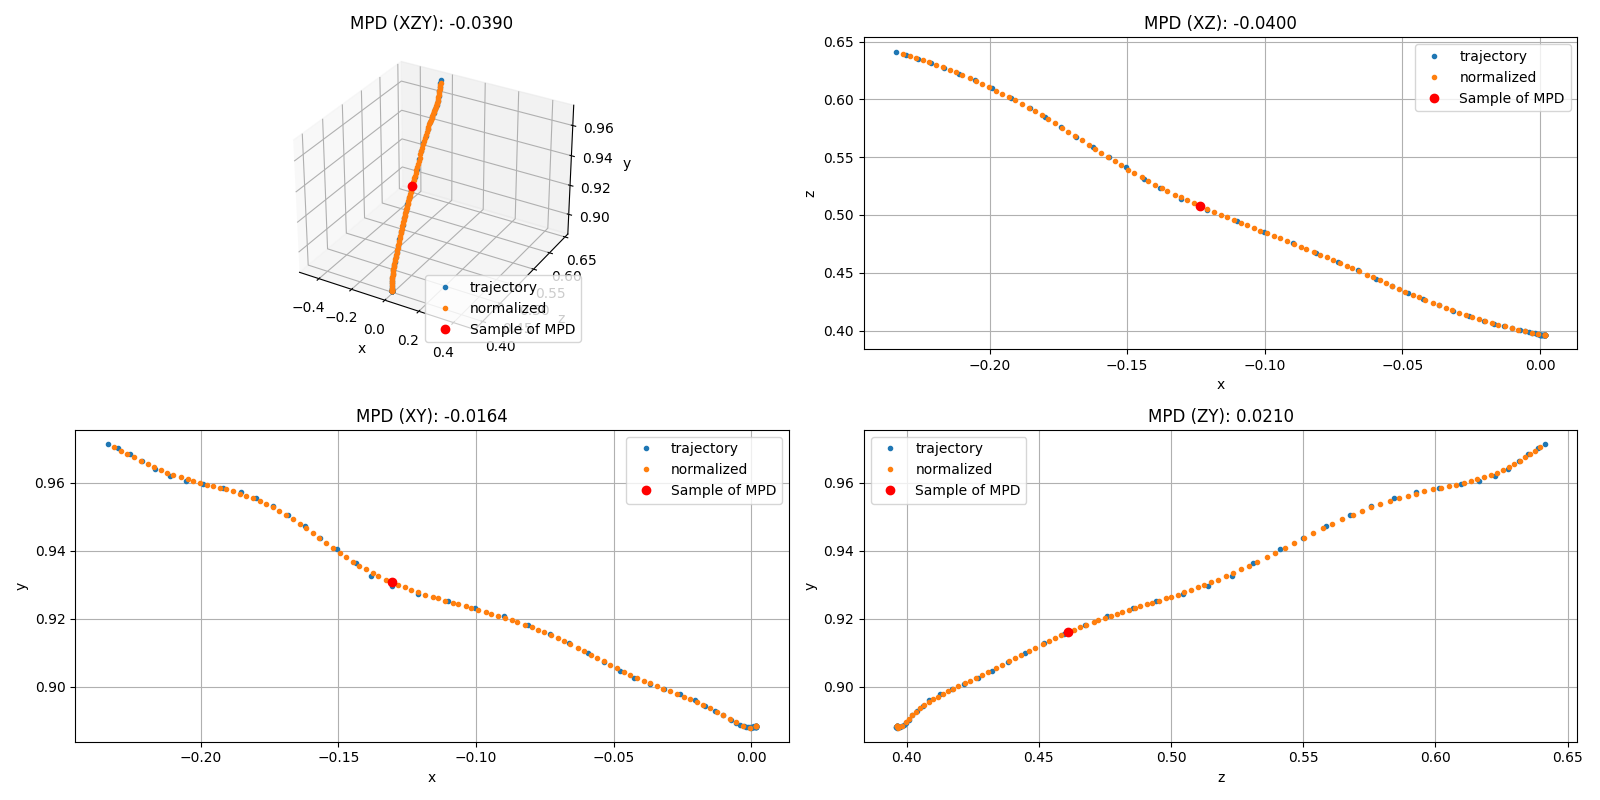 MPD (XZY): -0.0390
0.96
0.94
y
0.92
0.90
0.65
0.60
0.55
z
0.40
−0.4
−0.2
0.0
0.2
0.4
x
trajectory
normalized
Sample of MPD
MPD (XZ): -0.0400
0.65
0.60
0.55
0.50
0.45
0.40
z
trajectory
normalized
Sample of MPD
−0.20
−0.15
−0.10
−0.05
0.00
x
MPD (XY): -0.0164
0.96
0.94
0.92
0.90
y
trajectory
normalized
Sample of MPD
−0.20
−0.15
−0.10
−0.05
0.00
x
MPD (ZY): 0.0210
0.96
0.94
0.92
0.90
y
trajectory
normalized
Sample of MPD
0.40
0.45
0.50
0.55
0.60
0.65
z